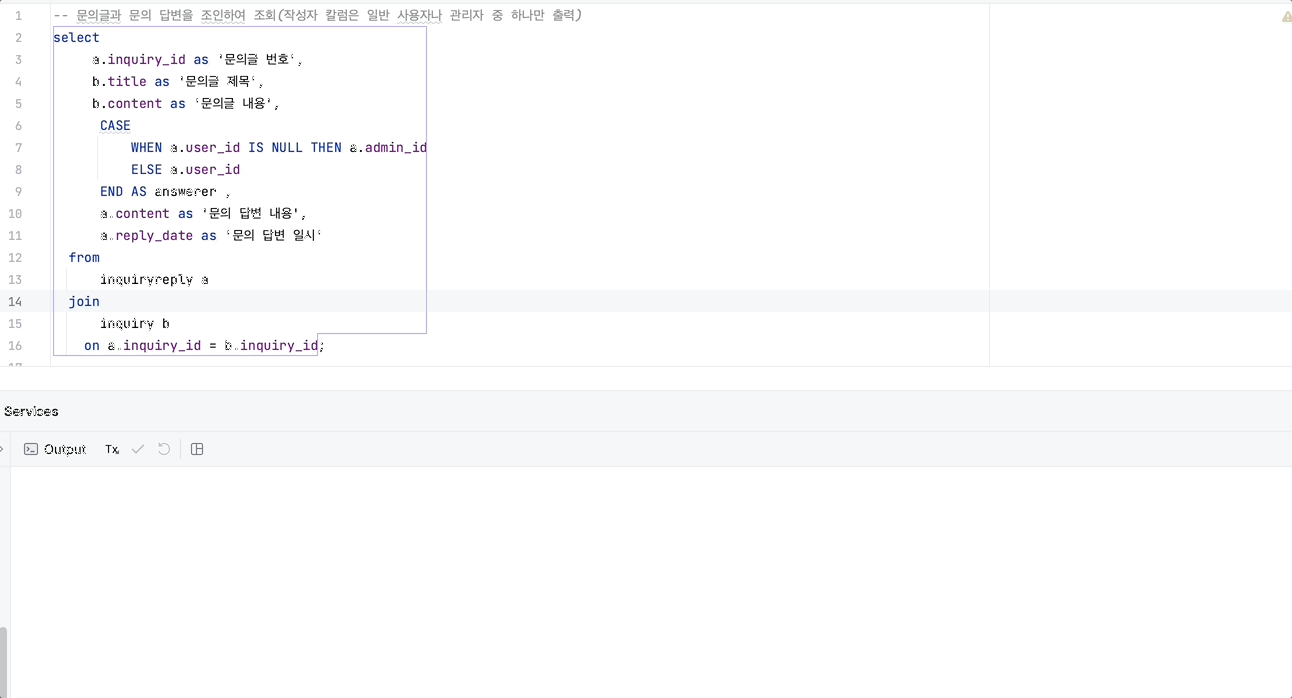 1 -- 문의글과 문의 답변을 조인하여 조회(작성자 칼럼은 일반 사용자나 관리자 중 하나만 출력)
2 select
3 a.inquiry_id as '문의글 번호',
4 b.title as '문의글 제목',
5 b.content as '문의글 내용',
6 CASE
7 WHEN a.user_id IS NULL THEN a.admin_id
8 ELSE a.user_id
9 END AS answerer ,
10 a.content as '문의 답변 내용',
11 a.reply_date as '문의 답변 일시'
12 from
13 inquiryreply a
14 join
15 inquiry b
16 on a.inquiry_id = b.inquiry_id;
Services
Output Tx